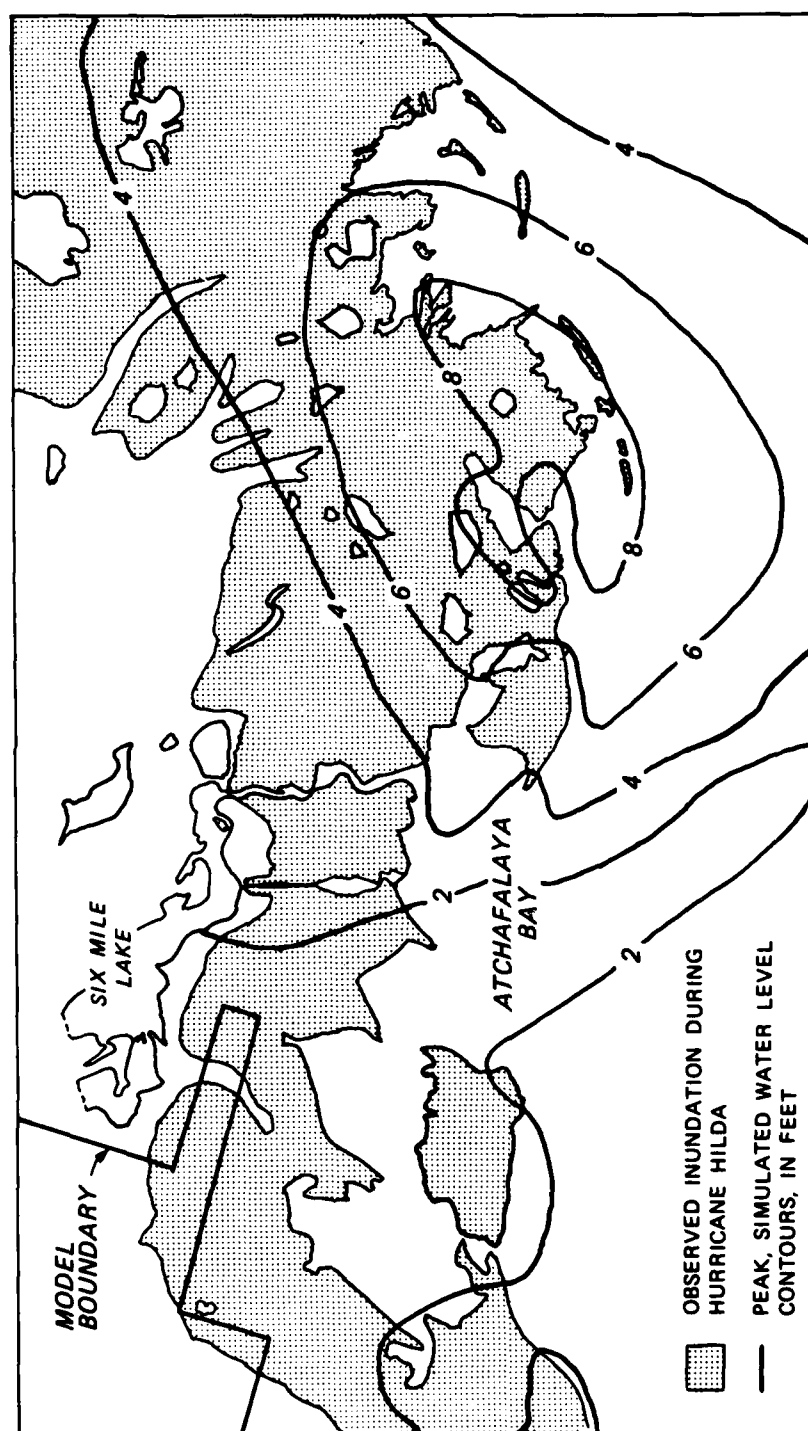 MODEL
BOUNDARY
SIX MILE
LAKE
4
4
4
6
6
6
8
8
2
ATCHAFALAYA
BAY
2
4
6
OBSERVED INUNDATION DURING
HURRICANE HILDA
PEAK, SIMULATED WATER LEVEL
CONTOURS, IN FEET